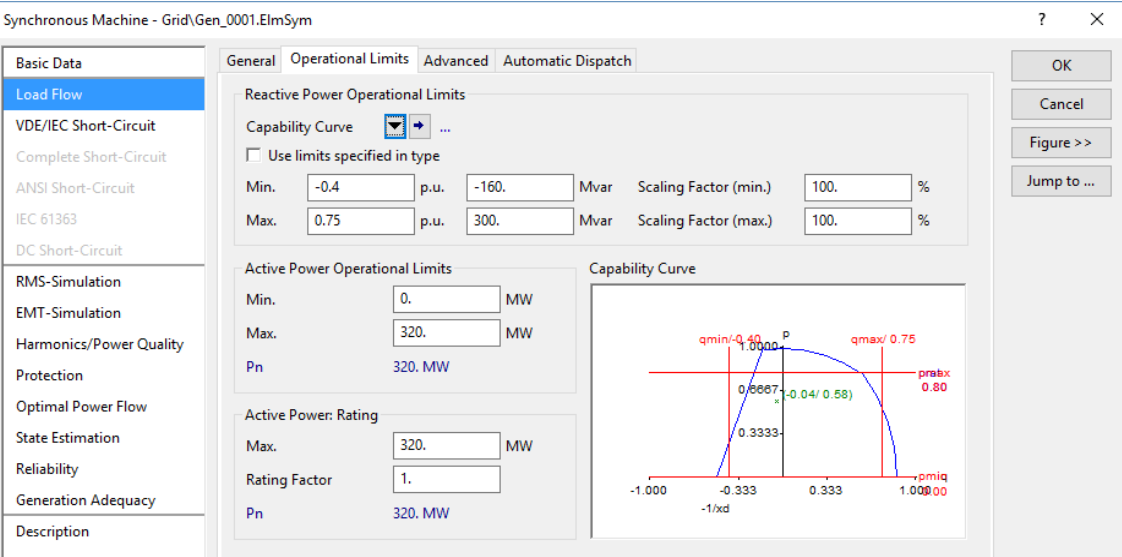 Synchronous Machine - Grid\Gen_0001.ElmSym ? ×
Basic Data
Load Flow
VDE/IEC Short-Circuit
Complete Short-Circuit
ANSI Short-Circuit
IEC 61363
DC Short-Circuit
RMS-Simulation
EMT-Simulation
Harmonics/Power Quality
Protection
Optimal Power Flow
State Estimation
Reliability
Generation Adequacy
Description
General Operational Limits Advanced Automatic Dispatch
Reactive Power Operational Limits
Capability Curve ...
Use limits specified in type
Min. -0.4 p.u. -160. Mvar Scaling Factor (min.) 100. %
Max. 0.75 p.u. 300. Mvar Scaling Factor (max.) 100. %
Active Power Operational Limits
Min. 0. MW
Max. 320. MW
Pn 320. MW
Active Power: Rating
Max. 320. MW
Rating Factor 1.
Pn 320. MW
Capability Curve
qmin/-0.40 p qmax/ 0.75
1.0000
0.80
0.6667 (-0.04/ 0.58)
0.3333
-1.000 -0.333 0.333 1.000
-1/xd
OK
Cancel
Figure >>
Jump to ...